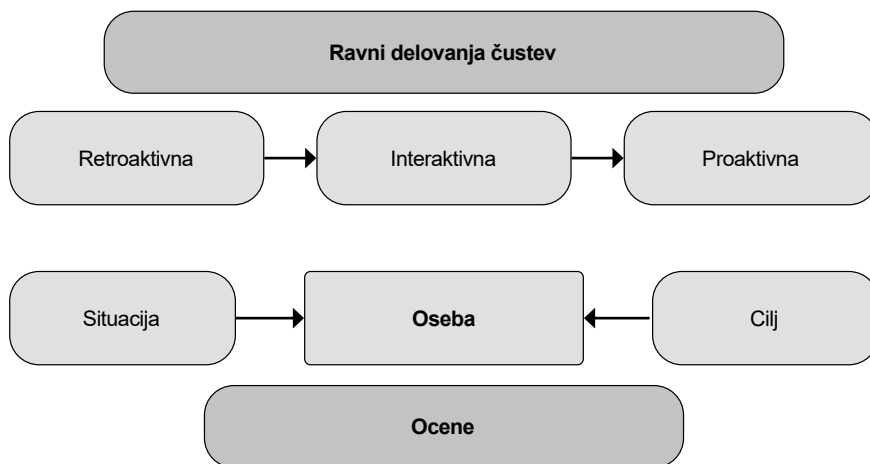 Ravni delovanja čustev
Retroaktivna
Interaktivna
Proaktivna
Situacija
Oseba
Cilj
Ocene